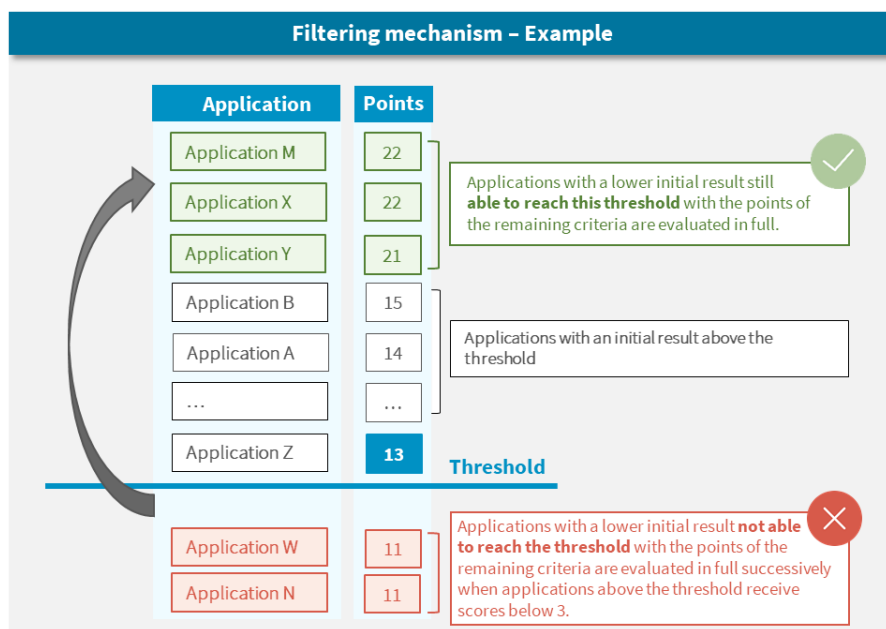 Filtering mechanism – Example
Application Points
Application M 22
Application X 22
Application Y 21
Applications with a lower initial result still
able to reach this threshold with the points of
the remaining criteria are evaluated in full.
Application B 15
Application A 14
… …
Applications with an initial result above the
threshold
Application Z 13
Threshold
Application W 11
Application N 11
Applications with a lower initial result not able
to reach the threshold with the points of the
remaining criteria are evaluated in full successively
when applications above the threshold receive
scores below 3.